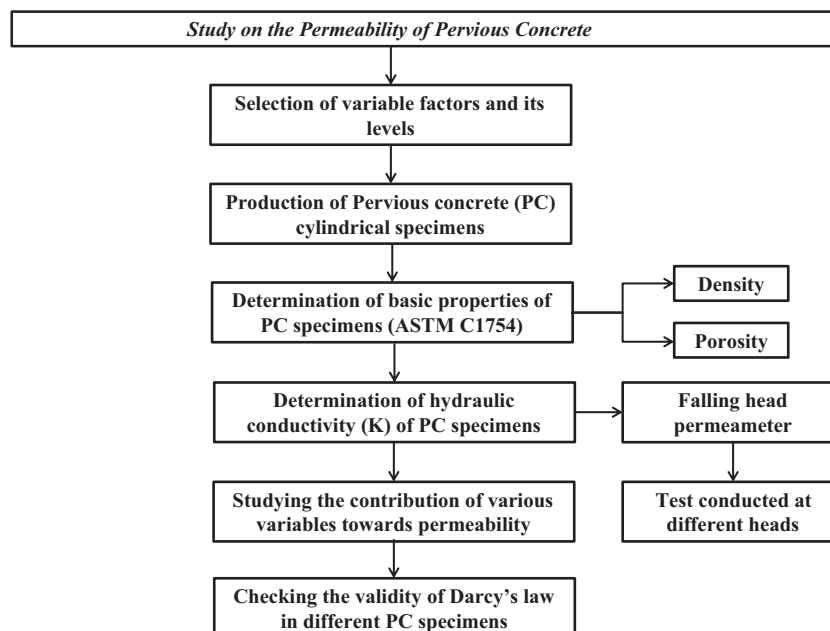 Study on the Permeability of Pervious Concrete
Selection of variable factors and its
levels
Production of Pervious concrete (PC)
cylindrical specimens
Determination of basic properties of
PC specimens (ASTM C1754)
Density
Porosity
Determination of hydraulic
conductivity (K) of PC specimens
Falling head
permeameter
Studying the contribution of various
variables towards permeability
Test conducted at
different heads
Checking the validity of Darcy's law
in different PC specimens